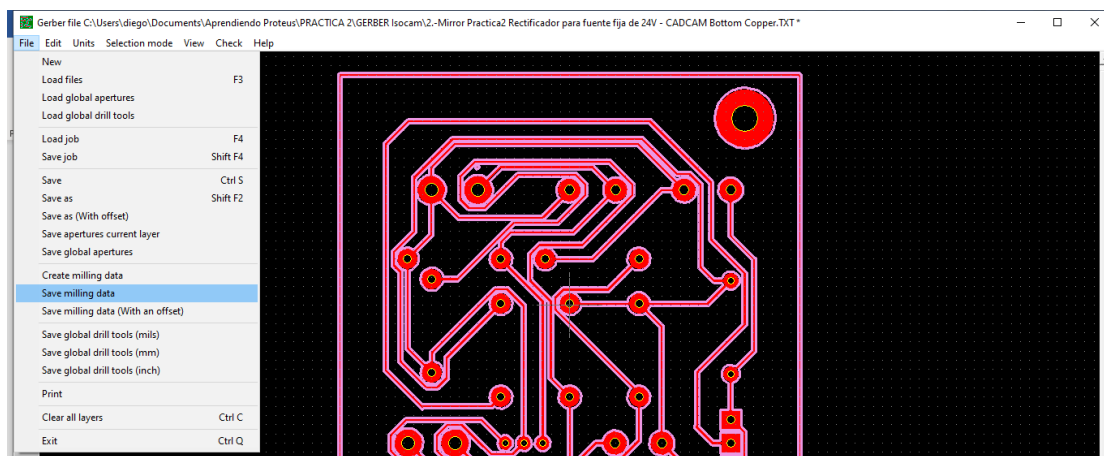 Gerber file C:\Users\diego\Documents\Aprendiendo Proteus\PRACTICA 2\GERBER Isocam\2.-Mirror Practica2 Rectificador para fuente fija de 24V - CADCAM Bottom Copper.TXT *
File Edit Units Selection mode View Check Help
New
Load files F3
Load global apertures
Load global drill tools
Load job F4
Save job Shift F4
Save Ctrl S
Save as Shift F2
Save as (With offset)
Save apertures current layer
Save global apertures
Create milling data
Save milling data
Save milling data (With an offset)
Save global drill tools (mils)
Save global drill tools (mm)
Save global drill tools (inch)
Print
Clear all layers Ctrl C
Exit Ctrl Q